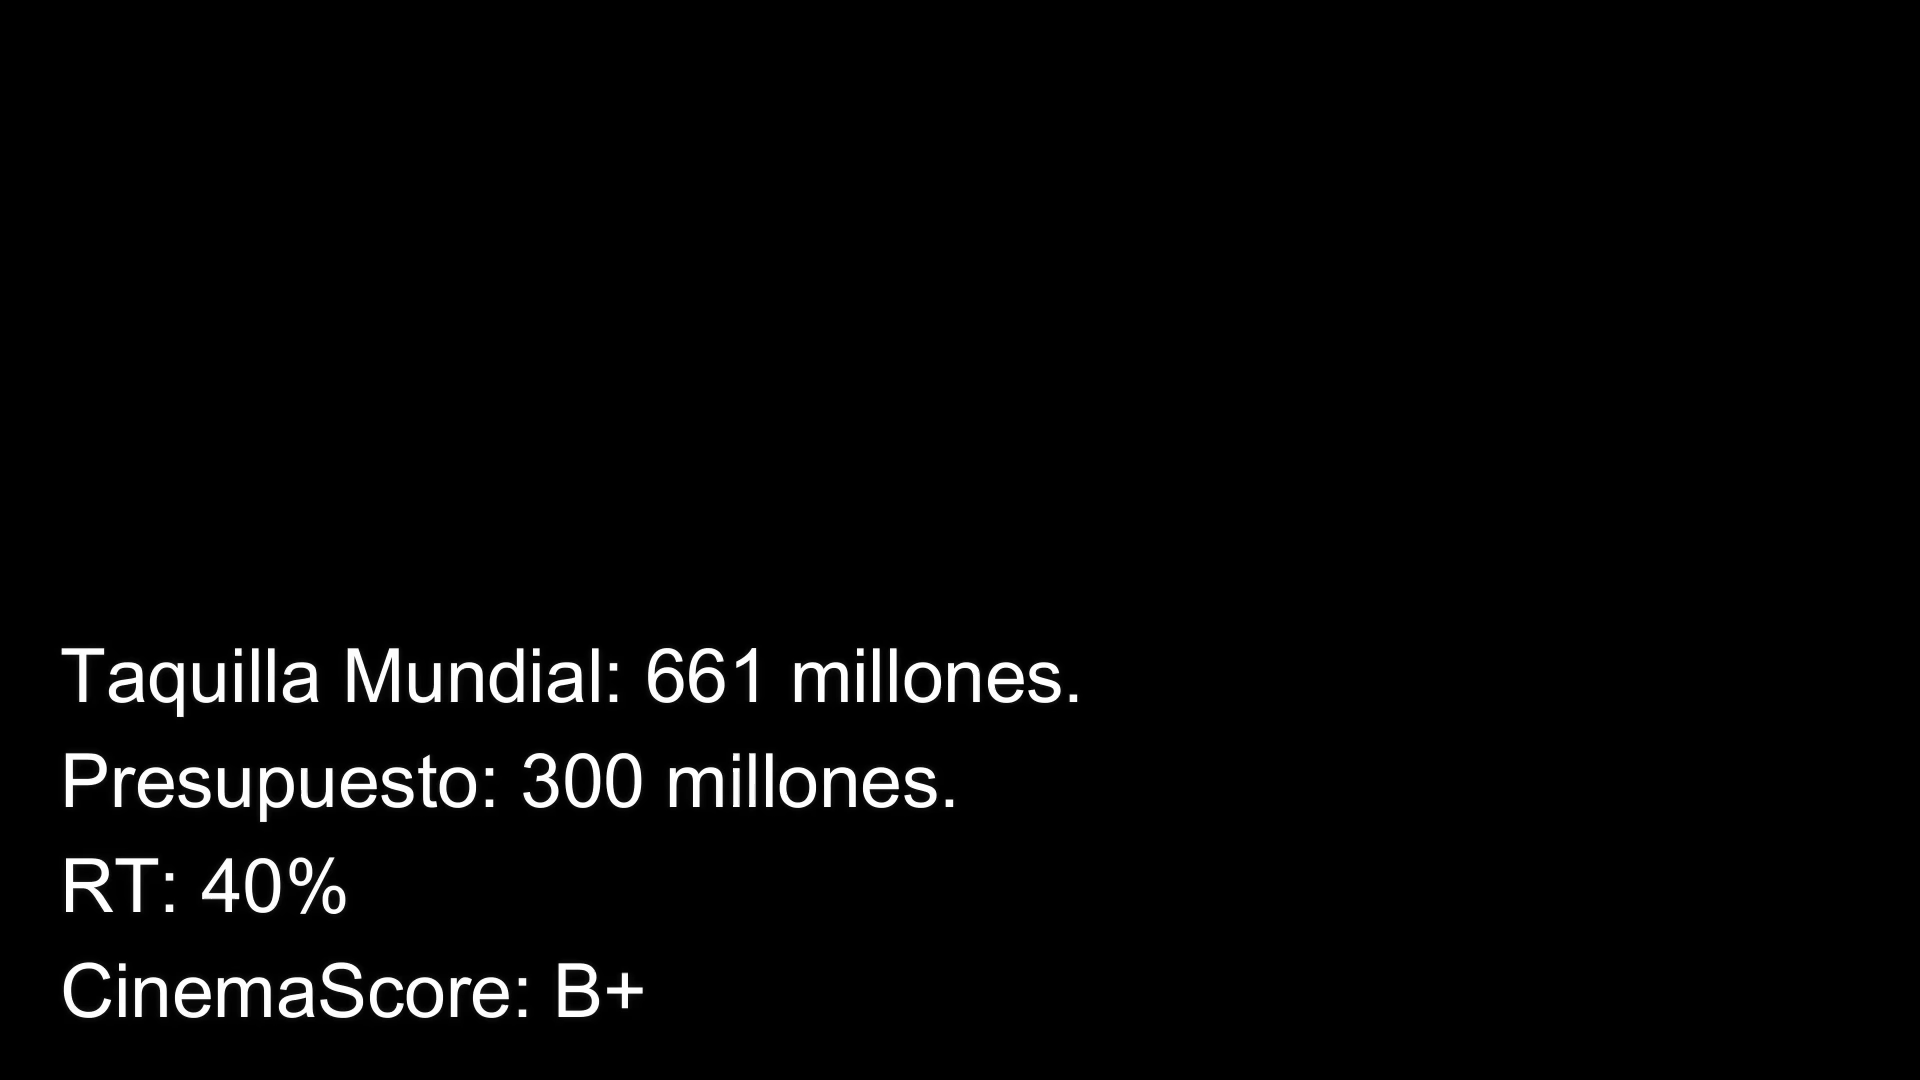 Taquilla Mundial: 661 millones.
Presupuesto: 300 millones.
RT: 40%
CinemaScore: B+